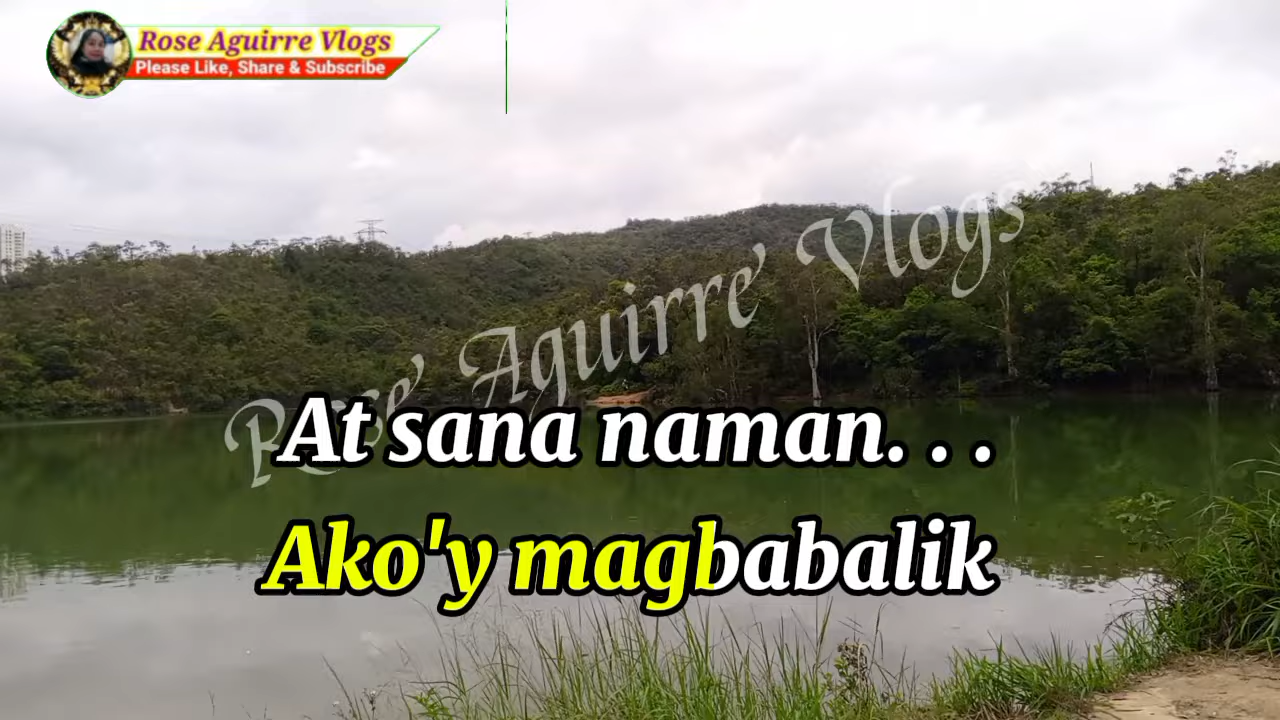 Rose Aguirre Vlogs
Please Like, Share & Subscribe
Rose' Aguirre' Vlogs
At sana naman. . .
Ako'y magbabalik